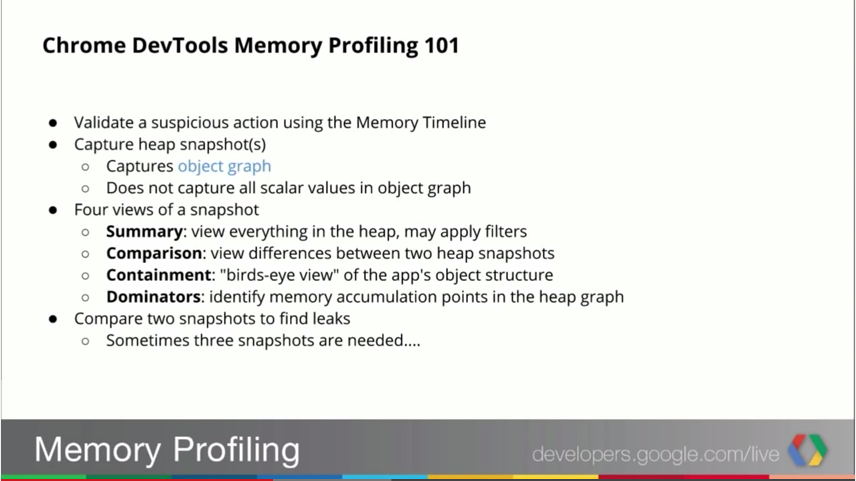 Chrome DevTools Memory Profiling 101
● Validate a suspicious action using the Memory Timeline
● Capture heap snapshot(s)
○ Captures object graph
○ Does not capture all scalar values in object graph
● Four views of a snapshot
○ Summary: view everything in the heap, may apply filters
○ Comparison: view differences between two heap snapshots
○ Containment: "birds-eye view" of the app's object structure
○ Dominators: identify memory accumulation points in the heap graph
● Compare two snapshots to find leaks
○ Sometimes three snapshots are needed....
Memory Profiling
developers.google.com/live